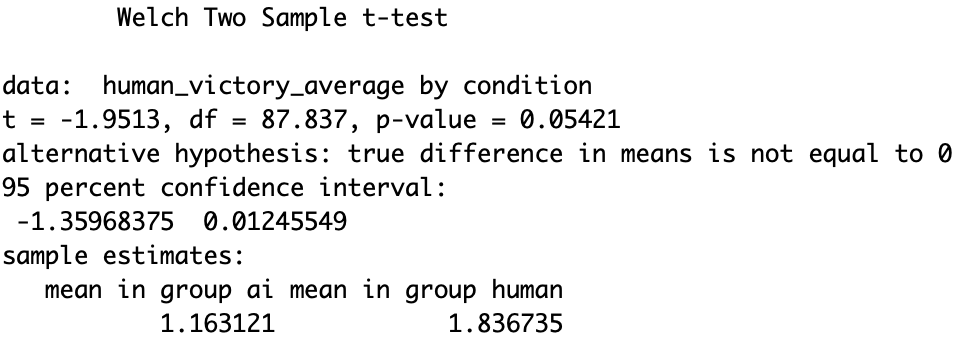 Welch Two Sample t-test
data:  human_victory_average by condition
t = -1.9513, df = 87.837, p-value = 0.05421
alternative hypothesis: true difference in means is not equal to 0
95 percent confidence interval:
 -1.35968375  0.01245549
sample estimates:
   mean in group ai mean in group human
           1.163121            1.836735